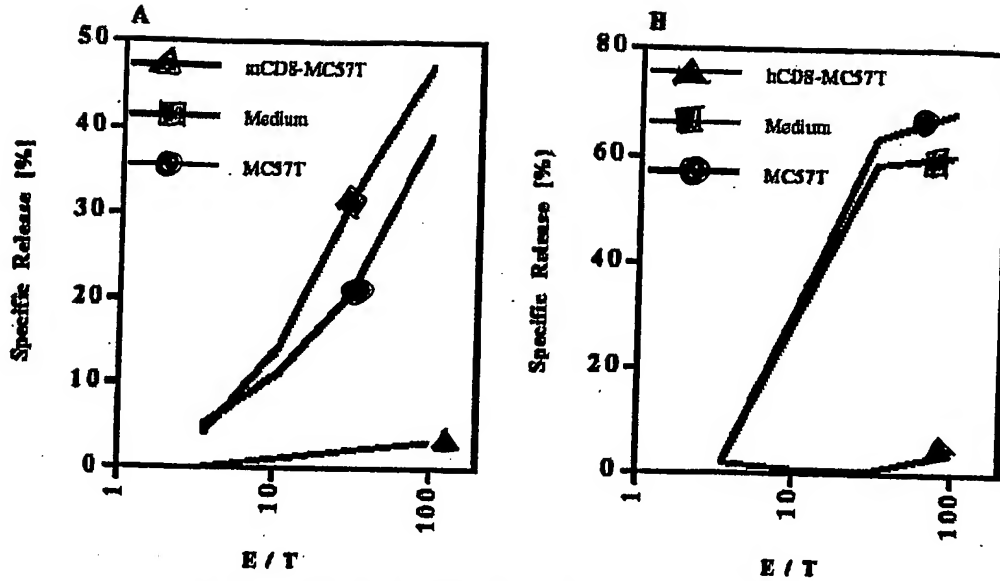 A
50
40
30
20
10
0
Specific Release [%]
mCD8-MC57T
Medium
MC57T
1
10
100
E / T
B
80
60
40
20
0
Specific Release [%]
hCD8-MC57T
Medium
MC57T
1
10
100
E / T